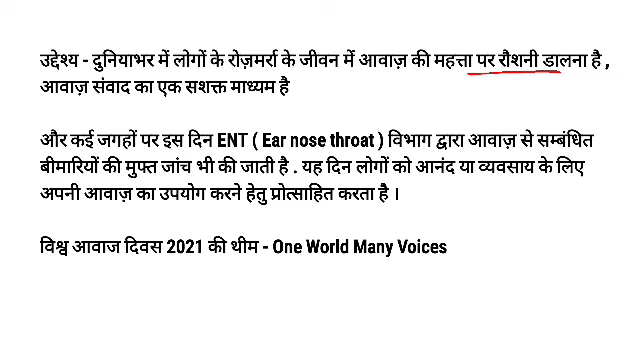 उद्देश्य - दुनियाभर में लोगों के रोज़मर्रा के जीवन में आवाज़ की महत्ता पर रौशनी डालना है ,
आवाज़ संवाद का एक सशक्त माध्यम है
और कई जगहों पर इस दिन ENT ( Ear nose throat ) विभाग द्वारा आवाज़ से सम्बंधित
बीमारियों की मुफ्त जांच भी की जाती है . यह दिन लोगों को आनंद या व्यवसाय के लिए
अपनी आवाज़ का उपयोग करने हेतु प्रोत्साहित करता है ।
विश्व आवाज दिवस 2021 की थीम - One World Many Voices